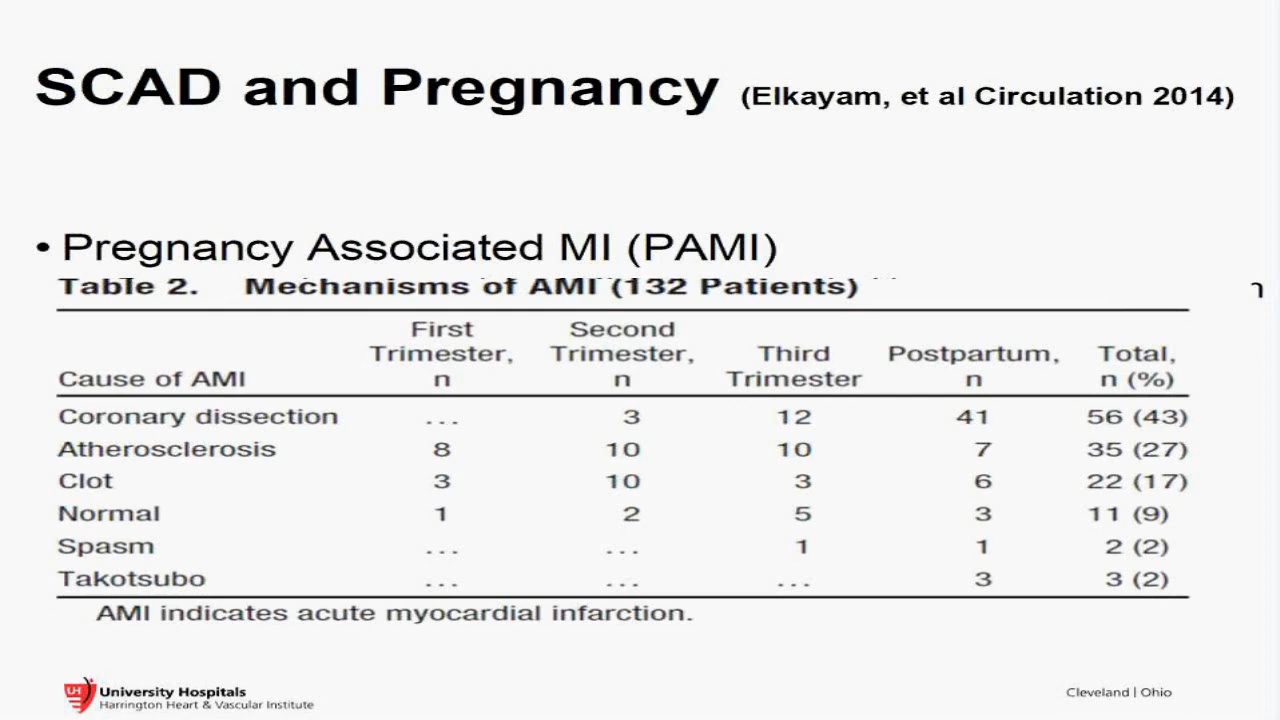 SCAD and Pregnancy (Elkayam, et al Circulation 2014)
• Pregnancy Associated MI (PAMI)
Table 2. Mechanisms of AMI (132 Patients)
Cause of AMI First Trimester, n Second Trimester, n Third Trimester Postpartum, n Total, n (%)
Coronary dissection ... 3 12 41 56 (43)
Atherosclerosis 8 10 10 7 35 (27)
Clot 3 10 3 6 22 (17)
Normal 1 2 5 3 11 (9)
Spasm ... ... 1 1 2 (2)
Takotsubo ... ... ... 3 3 (2)
AMI indicates acute myocardial infarction.
UH University Hospitals
Harrington Heart & Vascular Institute
Cleveland | Ohio